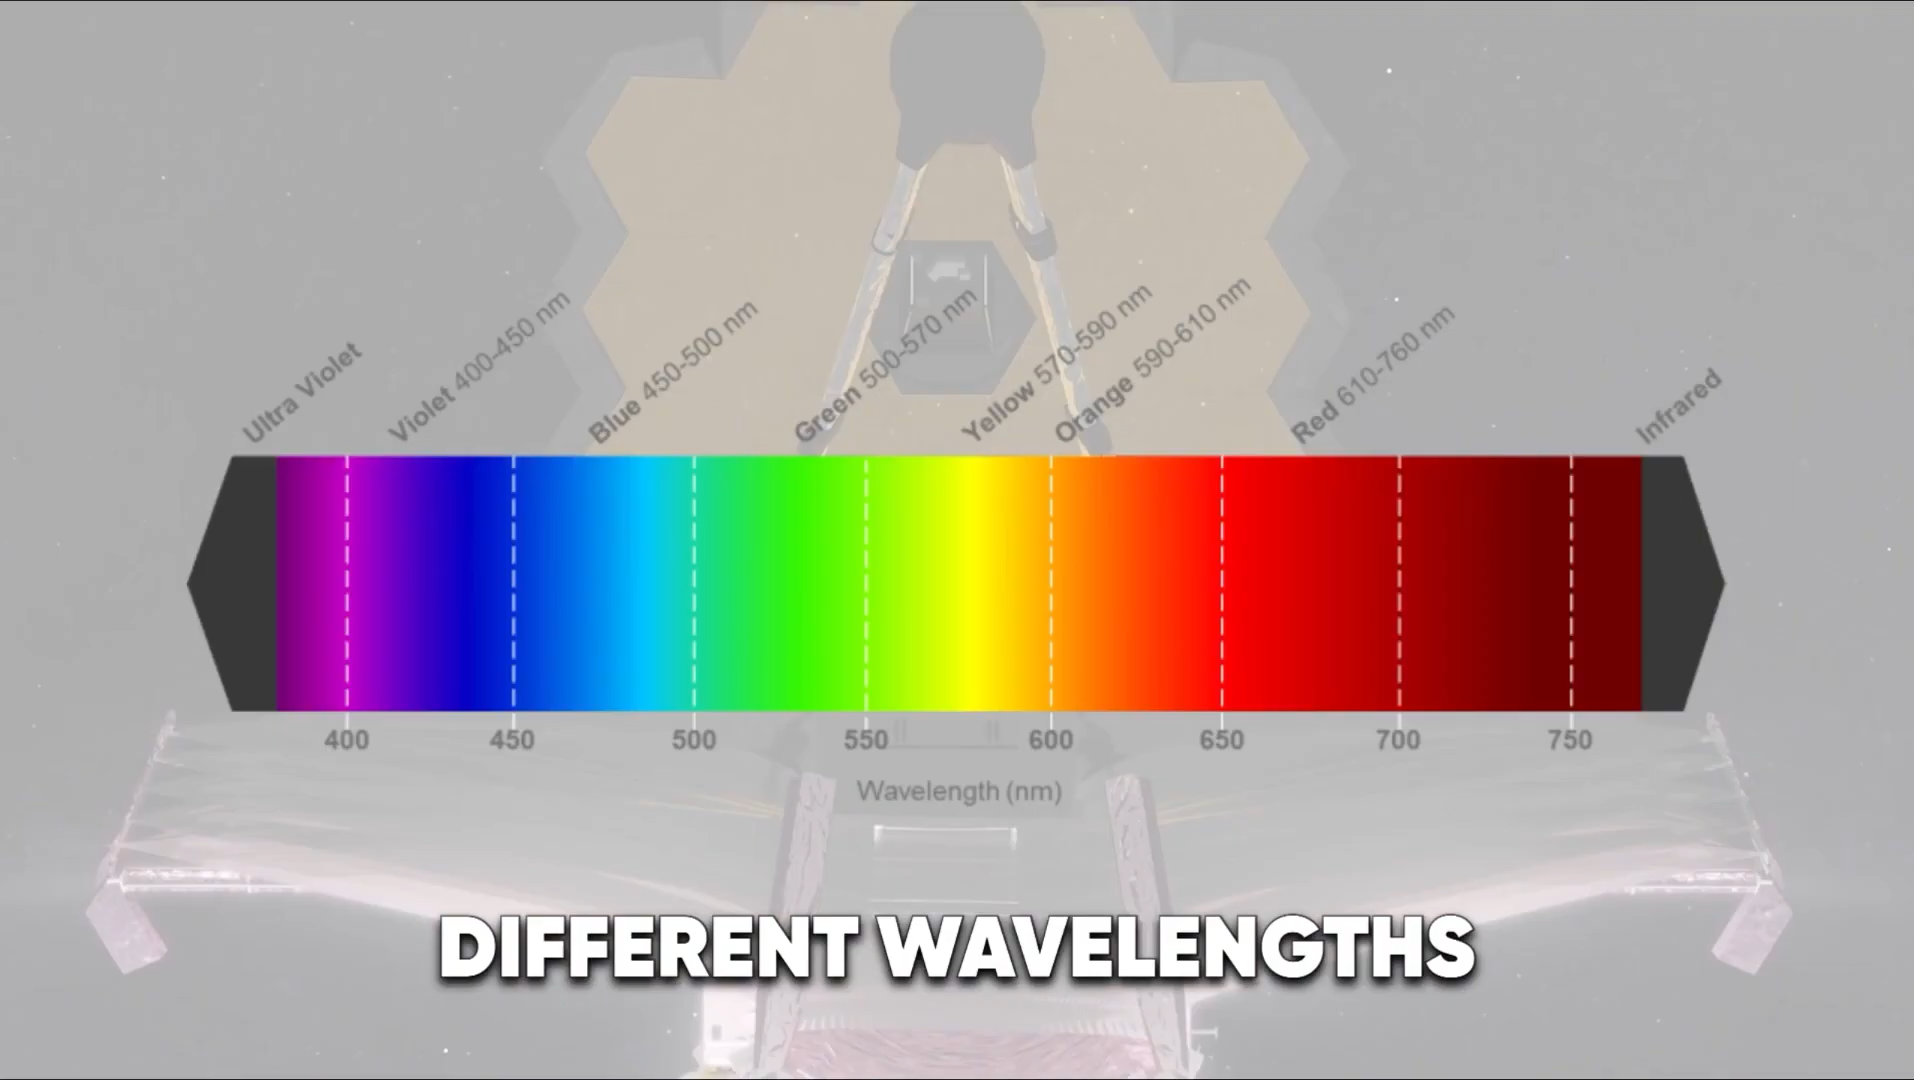 Ultra Violet
Violet 400-450 nm
Blue 450-500 nm
Green 500-570 nm
Yellow 570-590 nm
Orange 590-610 nm
Red 610-760 nm
Infrared
400 450 500 550 600 650 700 750
Wavelength (nm)
DIFFERENT WAVELENGTHS